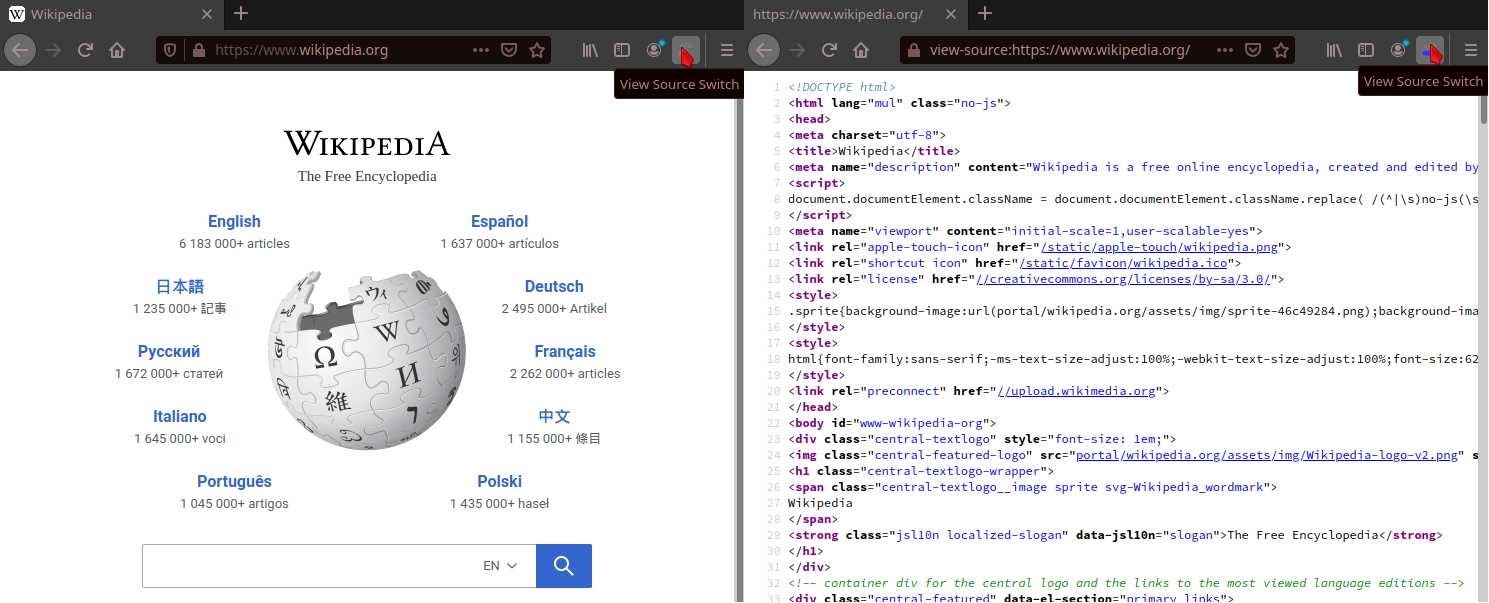 Wikipedia
https://www.wikipedia.org
View Source Switch
WIKIPEDIA
The Free Encyclopedia
English
6 183 000+ articles
Español
1 637 000+ artículos
日本語
1 235 000+ 記事
Deutsch
2 495 000+ Artikel
Русский
1 672 000+ статей
Français
2 262 000+ articles
Italiano
1 645 000+ voci
中文
1 155 000+ 條目
Português
1 045 000+ artigos
Polski
1 435 000+ haseł
W
Ω
И
維
ウィ
EN
https://www.wikipedia.org/
view-source:https://www.wikipedia.org/
View Source Switch
1 <!DOCTYPE html>
2 <html lang="mul" class="no-js">
3 <head>
4 <meta charset="utf-8">
5 <title>Wikipedia</title>
6 <meta name="description" content="Wikipedia is a free online encyclopedia, created and edited by
7 <script>
8 document.documentElement.className = document.documentElement.className.replace( /(^|\s)no-js(\s
9 </script>
10 <meta name="viewport" content="initial-scale=1,user-scalable=yes">
11 <link rel="apple-touch-icon" href="/static/apple-touch/wikipedia.png">
12 <link rel="shortcut icon" href="/static/favicon/wikipedia.ico">
13 <link rel="license" href="//creativecommons.org/licenses/by-sa/3.0/">
14 <style>
15 .sprite{background-image:url(portal/wikipedia.org/assets/img/sprite-46c49284.png);background-ima
16 </style>
17 <style>
18 html{font-family:sans-serif;-ms-text-size-adjust:100%;-webkit-text-size-adjust:100%;font-size:62
19 </style>
20 <link rel="preconnect" href="//upload.wikimedia.org">
21 </head>
22 <body id="www-wikipedia-org">
23 <div class="central-textlogo" style="font-size: 1em;">
24 <img class="central-featured-logo" src="portal/wikipedia.org/assets/img/Wikipedia-logo-v2.png" s
25 <h1 class="central-textlogo-wrapper">
26 <span class="central-textlogo__image sprite svg-Wikipedia_wordmark">
27 Wikipedia
28 </span>
29 <strong class="jsl10n localized-slogan" data-jsl10n="slogan">The Free Encyclopedia</strong>
30 </h1>
31 </div>
32 <!-- container div for the central logo and the links to the most viewed language editions -->
33 <div class="central-featured" data-el-section="primary links">